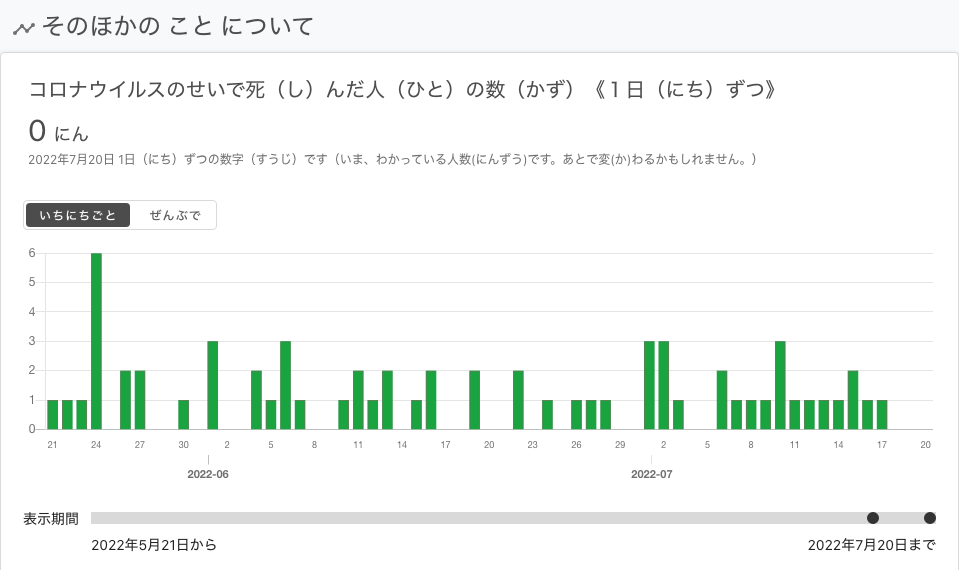 そのほかの こと について
コロナウイルスのせいで死（し）んだ人（ひと）の数（かず）《１日（にち）ずつ》
0 にん
2022年7月20日 1日（にち）ずつの数字（すうじ）です（いま、わかっている人数(にんずう)です。あとで変(か)わるかもしれません。）
いちにちごと ぜんぶで
6
5
4
3
2
1
0
21 24 27 30 2 5 8 11 14 17 20 23 26 29 2 5 8 11 14 17 20
2022-06 2022-07
表示期間
2022年5月21日から 2022年7月20日まで